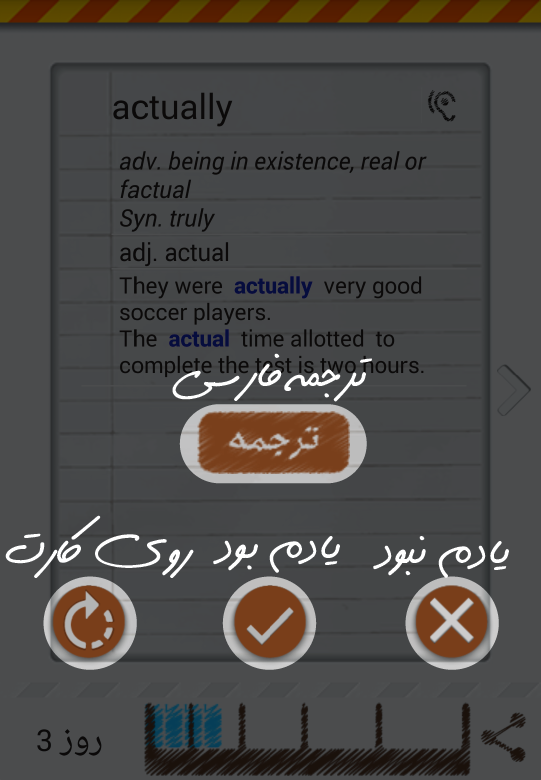 actually
adv. being in existence, real or
factual
Syn. truly
adj. actual
They were actually very good
soccer players.
The actual time allotted to
complete the test is two hours.
ترجمه فارسی
ترجمه
یادم نبود
یادم بود
روی کارت
روز 3